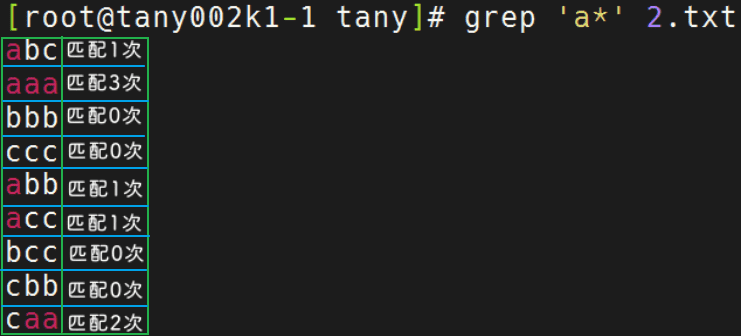 [root@tany002k1-1 tany]# grep 'a*' 2.txt
abc 匹配1次
aaa 匹配3次
bbb 匹配0次
ccc 匹配0次
abb 匹配1次
acc 匹配1次
bcc 匹配0次
cbb 匹配0次
caa 匹配2次